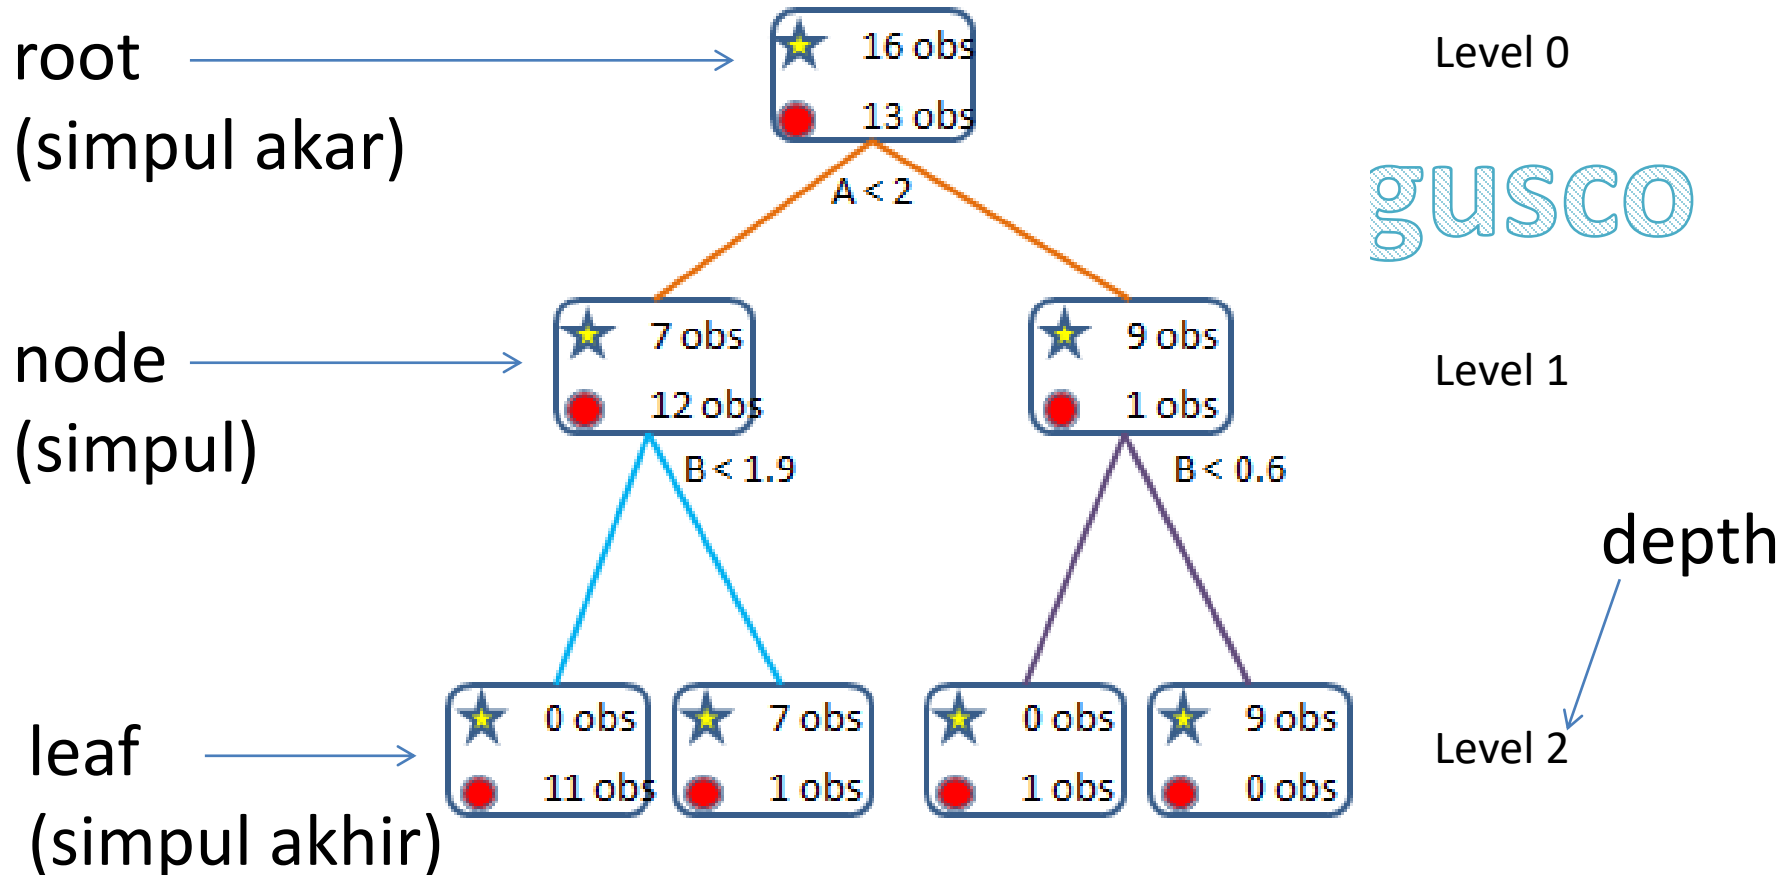 root
(simpul akar)
16 obs
13 obs
Level 0
A < 2
gusco
node
(simpul)
7 obs
12 obs
9 obs
1 obs
Level 1
B < 1.9
B < 0.6
depth
leaf
(simpul akhir)
0 obs
11 obs
7 obs
1 obs
0 obs
1 obs
9 obs
0 obs
Level 2